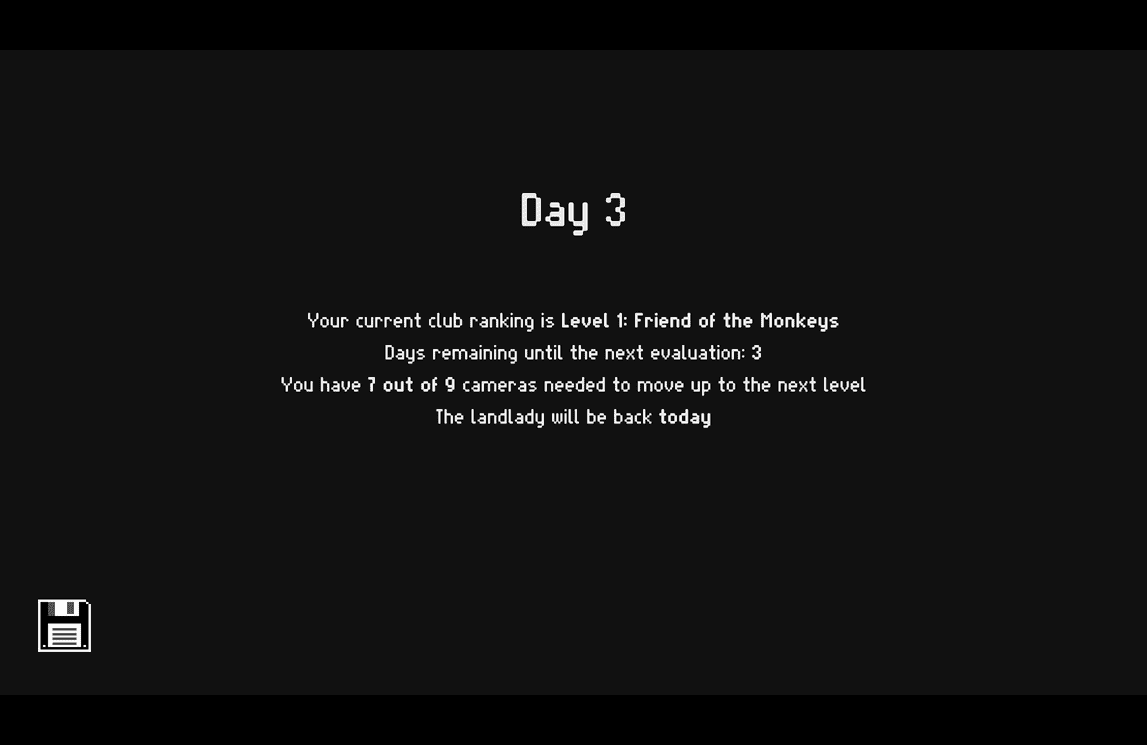 Day 3
Your current club ranking is Level 1: Friend of the Monkeys
Days remaining until the next evaluation: 3
You have 7 out of 9 cameras needed to move up to the next level
The landlady will be back today